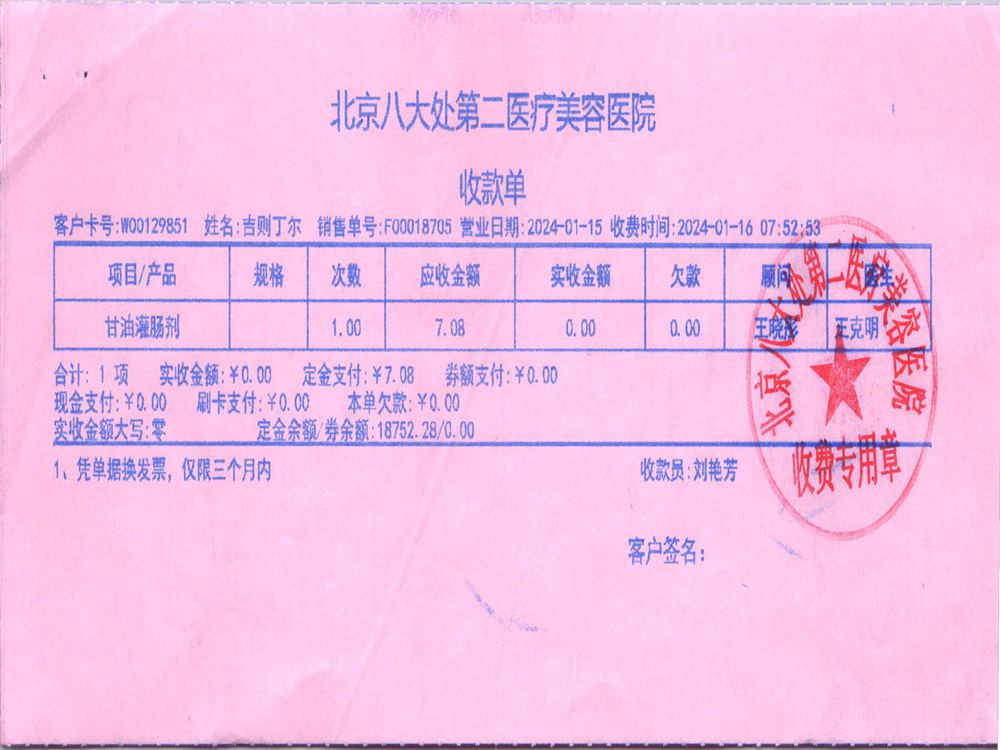 北京八大处第二医疗美容医院
收款单
客户卡号:W00129851 姓名:吉则丁尔 销售单号:F00018705 营业日期:2024-01-15 收费时间:2024-01-16 07:52:53
项目/产品 规格 次数 应收金额 实收金额 欠款 顾问 医生
甘油灌肠剂 1.00 7.08 0.00 0.00 王晓彤 王克明
合计: 1 项 实收金额:￥0.00 定金支付:￥7.08 券额支付:￥0.00
现金支付:￥0.00 刷卡支付:￥0.00 本单欠款:￥0.00
实收金额大写:零 定金余额/券余额:18752.28/0.00
1、凭单据换发票，仅限三个月内 收款员:刘艳芳
客户签名:
北京八大处第二医疗美容医院
收费专用章